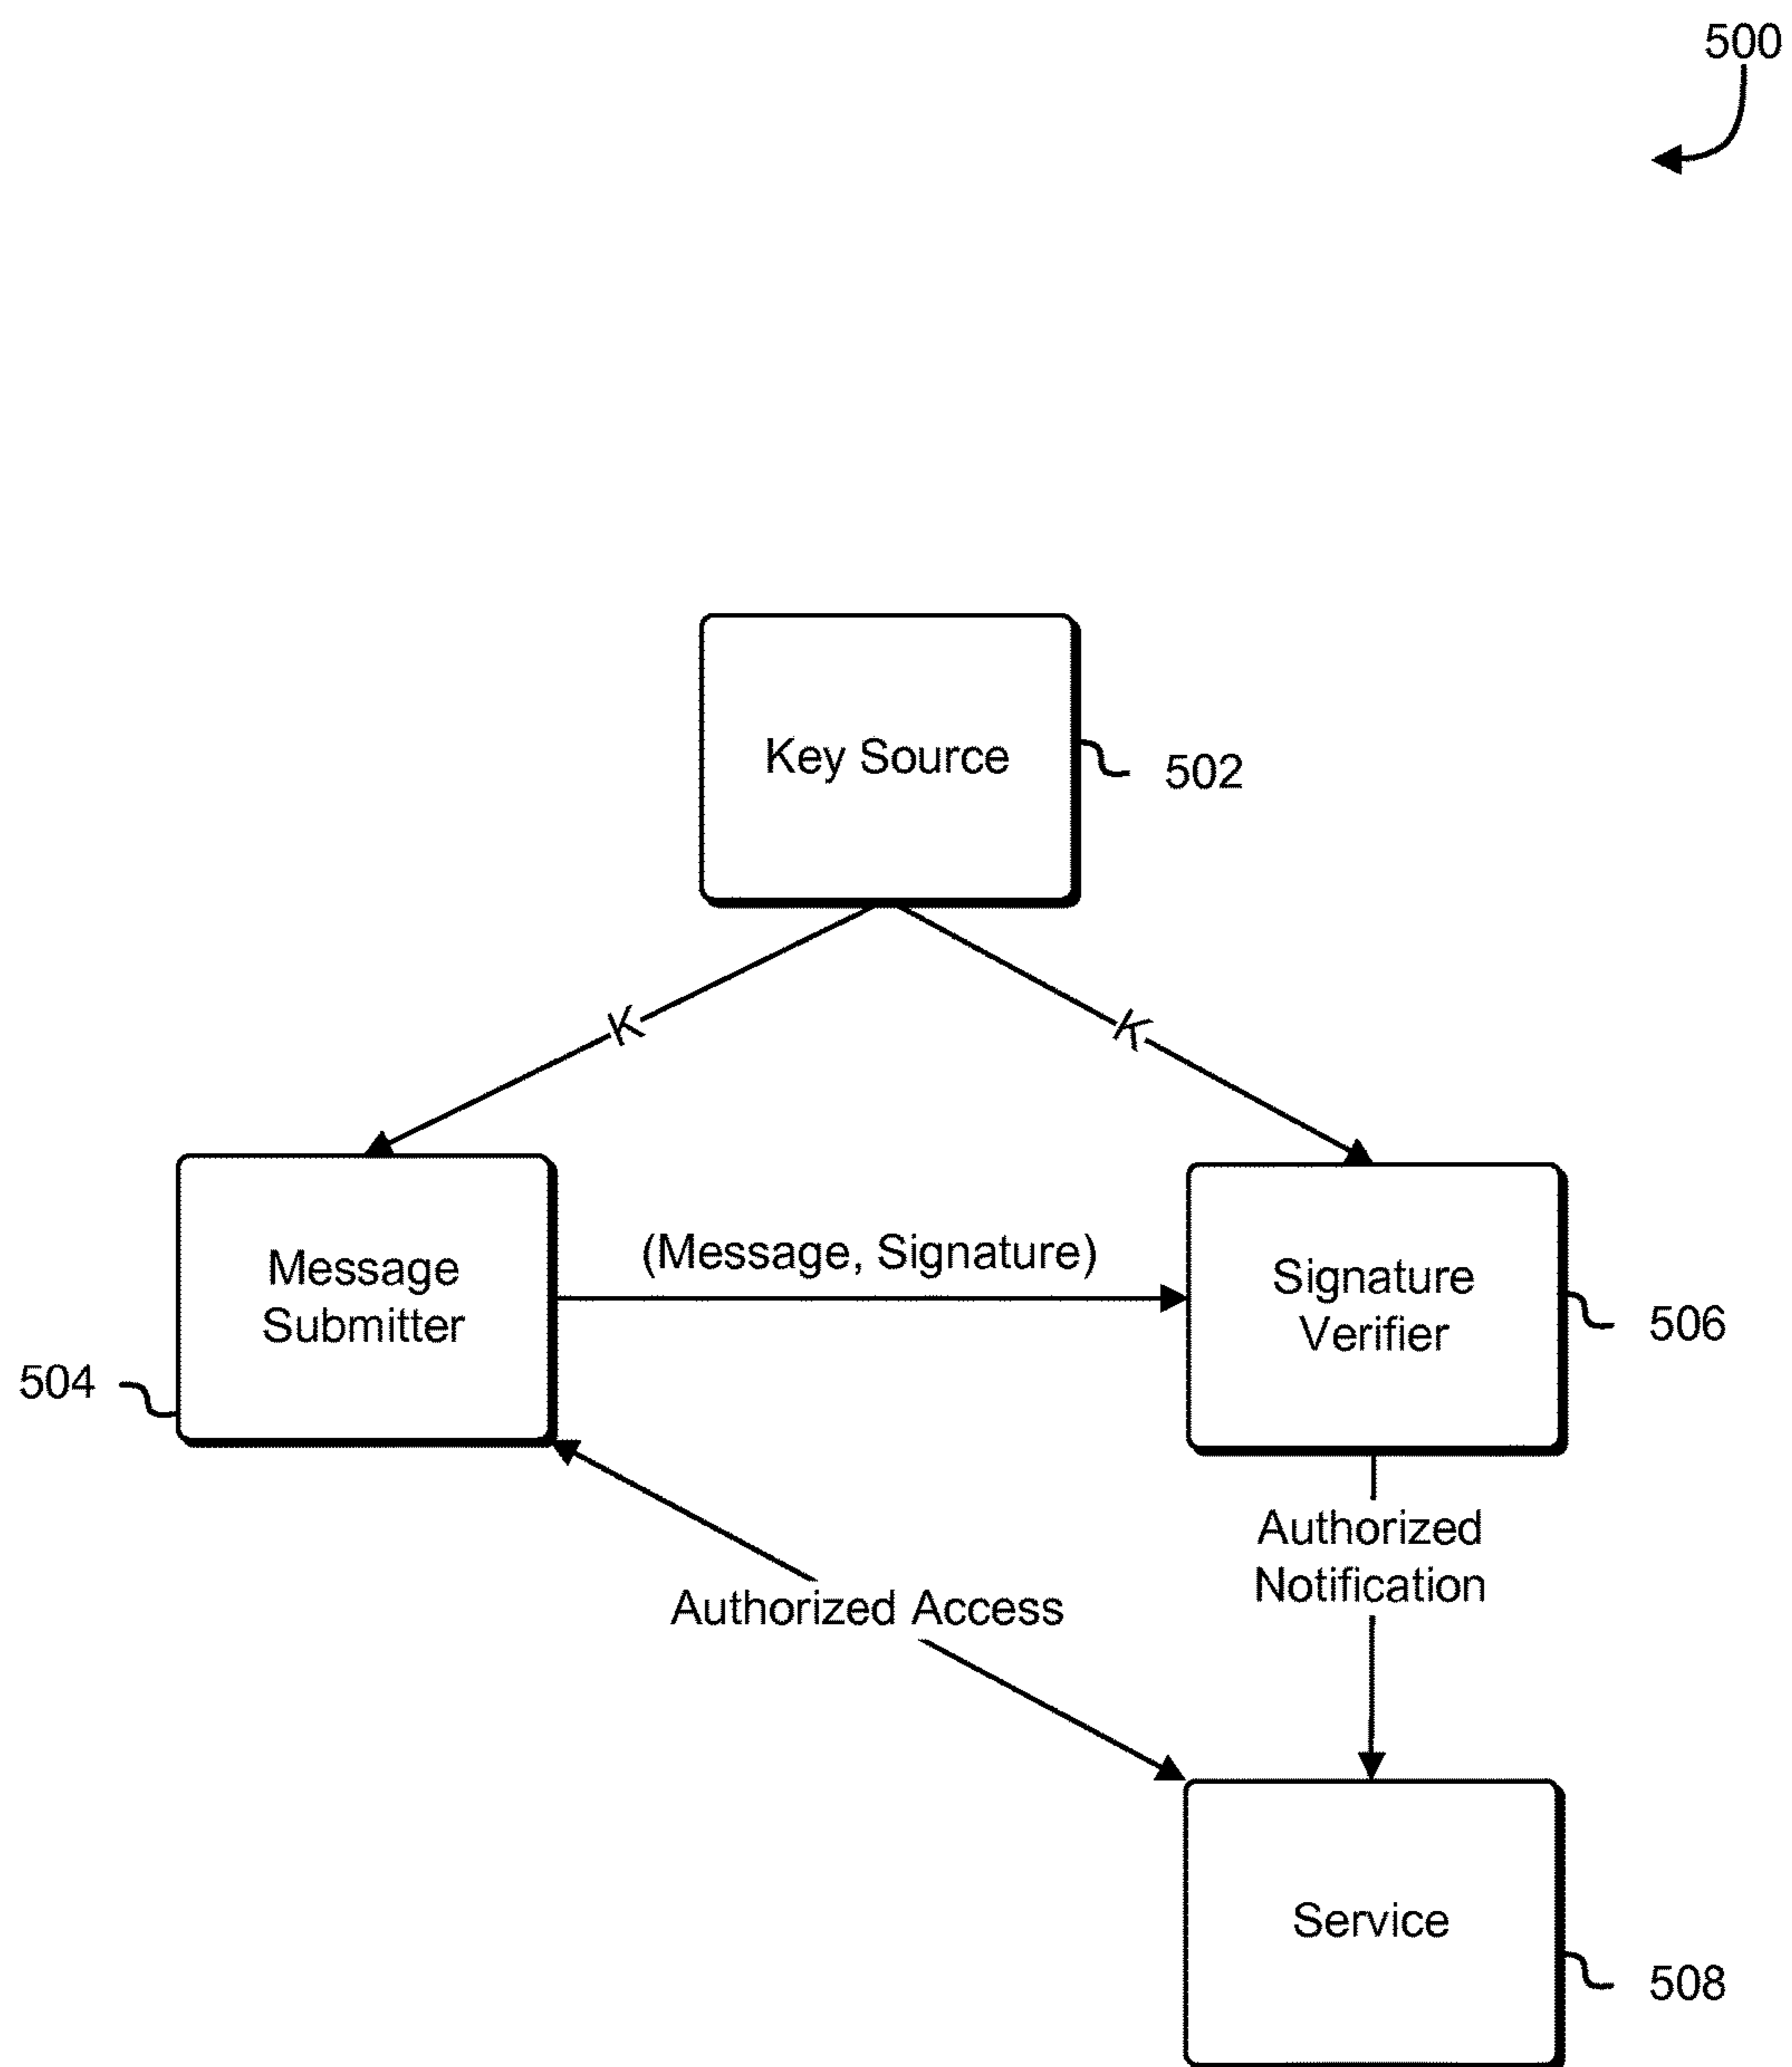 500
Key Source
502
K
K
Message
Submitter
(Message, Signature)
Signature
Verifier
504
506
Authorized
Notification
Authorized Access
Service
508